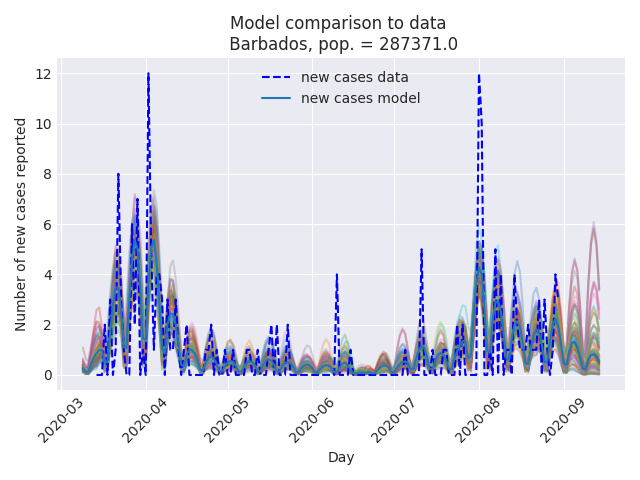 Model comparison to data
Barbados, pop. = 287371.0
new cases data
new cases model
Number of new cases reported
12
10
8
6
4
2
0
2020-03
2020-04
2020-05
2020-06
2020-07
2020-08
2020-09
Day